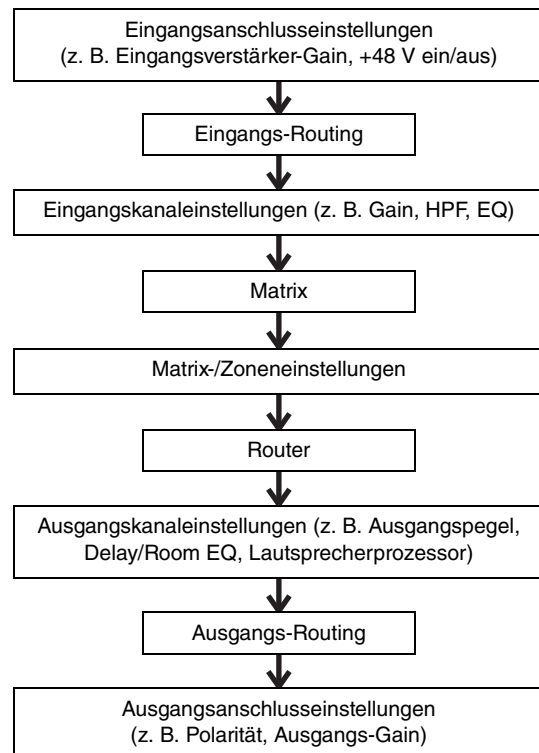 Eingangsanschlusseinstellungen
(z. B. Eingangsverstärker-Gain, +48 V ein/aus)
Eingangs-Routing
Eingangskanaleinstellungen (z. B. Gain, HPF, EQ)
Matrix
Matrix-/Zoneneinstellungen
Router
Ausgangskanaleinstellungen (z. B. Ausgangspegel,
Delay/Room EQ, Lautsprecherprozessor)
Ausgangs-Routing
Ausgangsanschlusseinstellungen
(z. B. Polarität, Ausgangs-Gain)